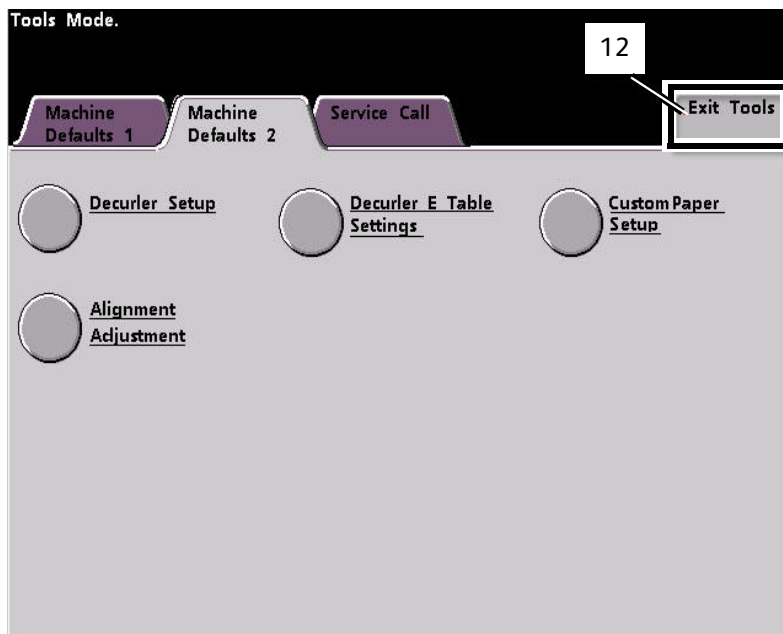 Tools Mode.
12
Machine
Defaults 1
Machine
Defaults 2
Service Call
Exit Tools
Decurler Setup
Decurler E Table
Settings
Custom Paper
Setup
Alignment
Adjustment